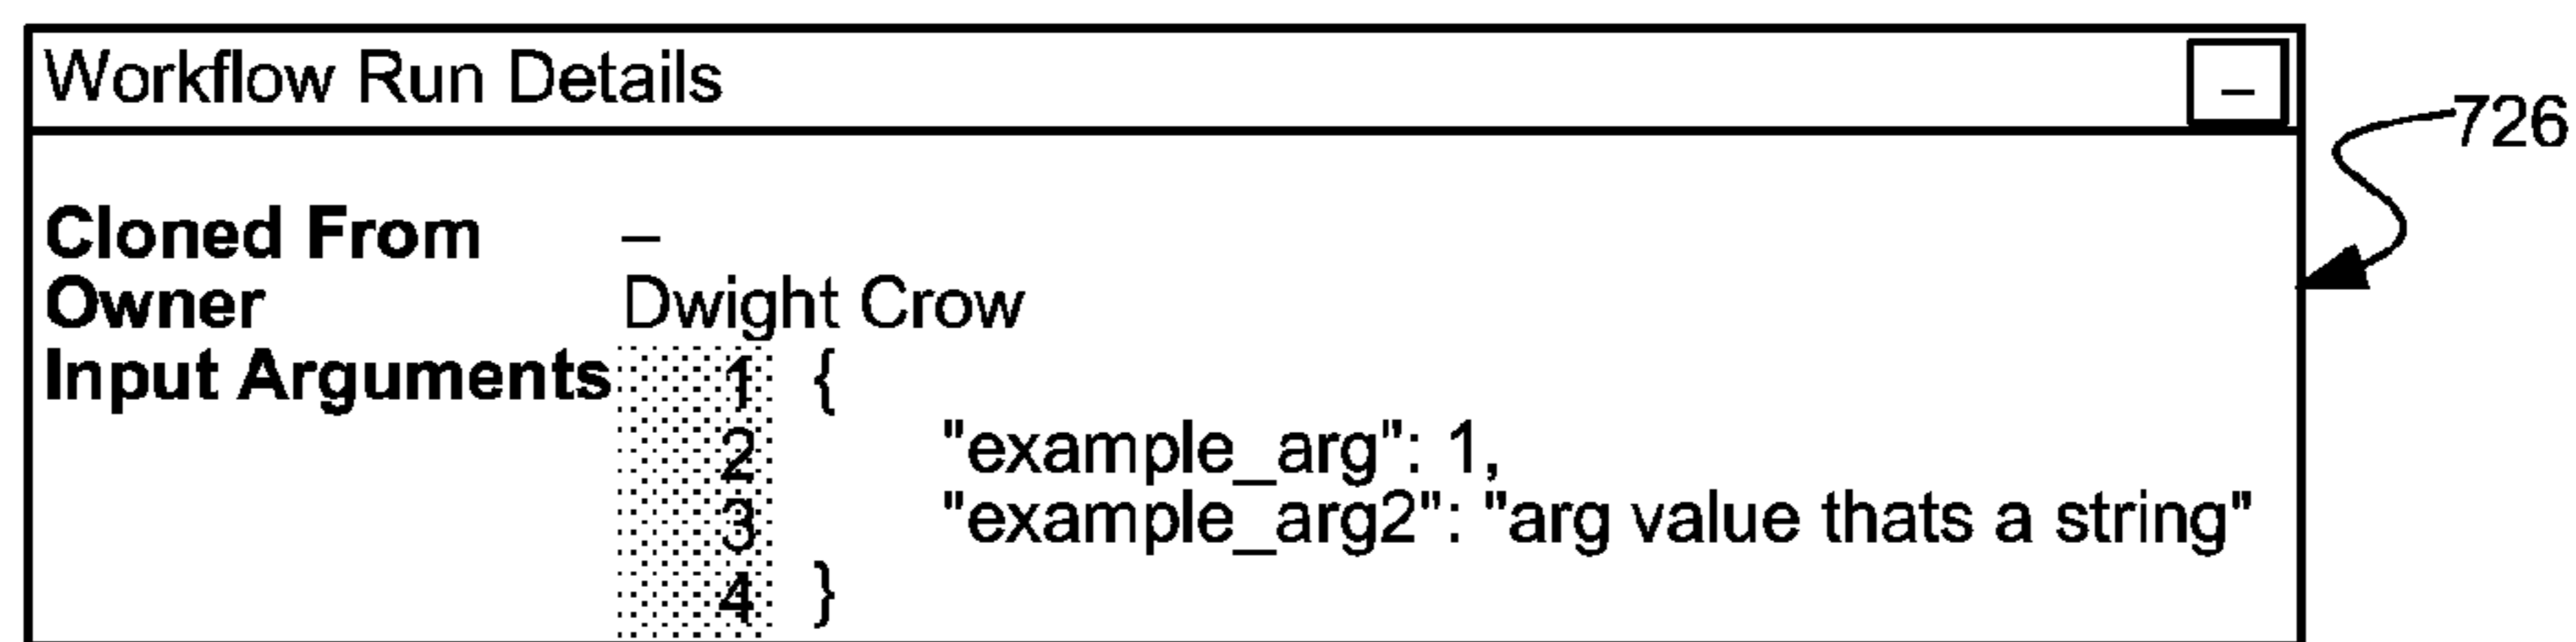 Workflow Run Details –
726
Cloned From –
Owner Dwight Crow
Input Arguments 1 {
2 "example_arg": 1,
3 "example_arg2": "arg value thats a string"
4 }